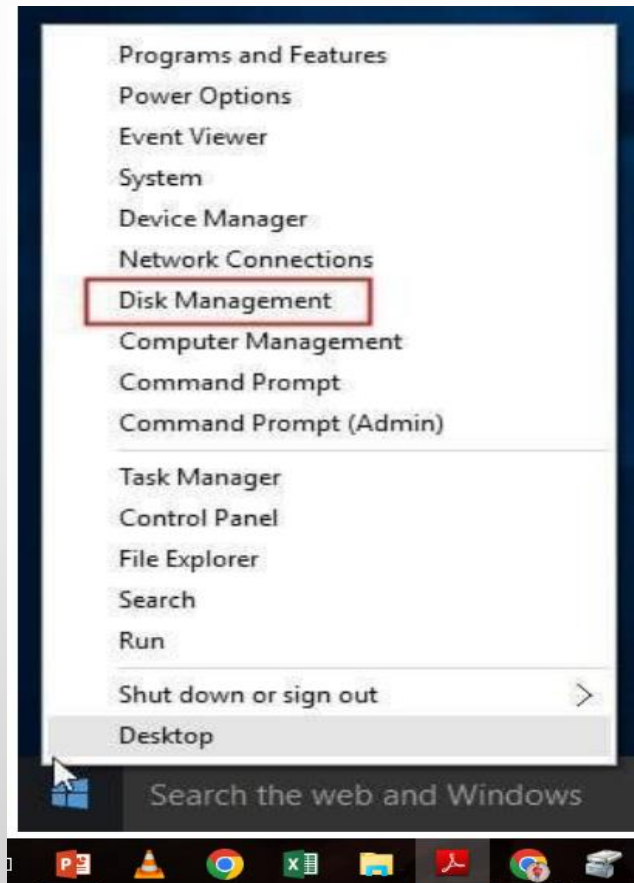 Programs and Features
Power Options
Event Viewer
System
Device Manager
Network Connections
Disk Management
Computer Management
Command Prompt
Command Prompt (Admin)
Task Manager
Control Panel
File Explorer
Search
Run
Shut down or sign out
Desktop
Search the web and Windows